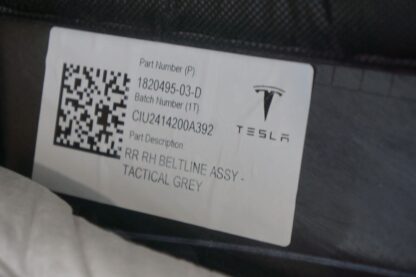 Part Number (P)
1820495-03-D
Batch Number (1T)
CIU2414200A392
Part Description
RR RH BELTLINE ASSY -
TACTICAL GREY
TESLA